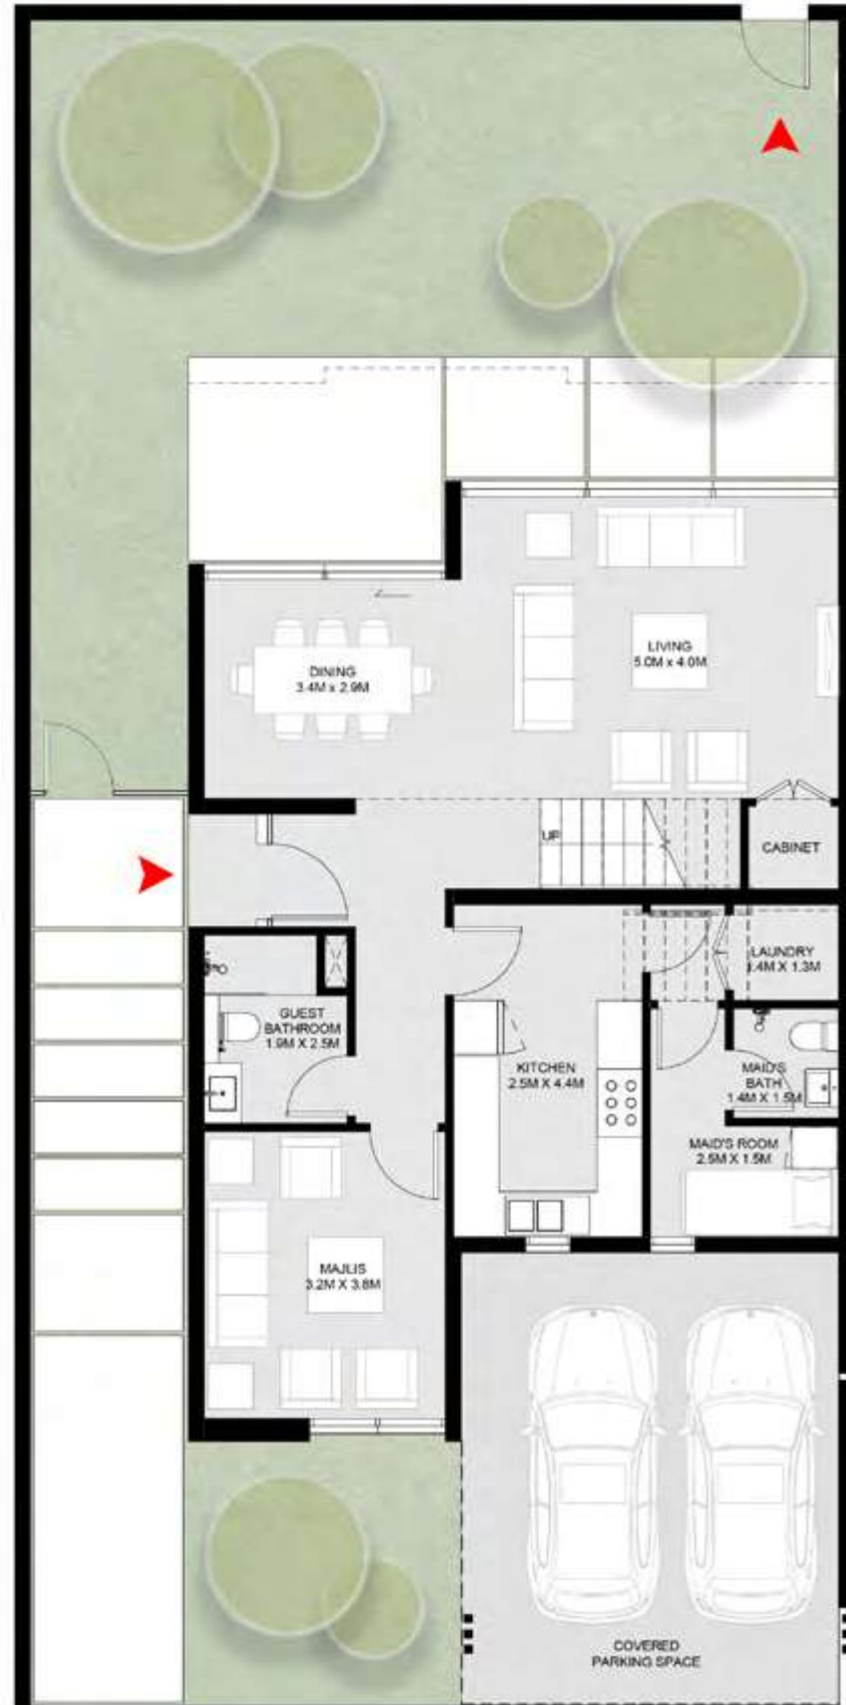 LIVING
5.0M x 4.0M
DINING
3.4M x 2.9M
UP
CABINET
LAUNDRY
1.4M X 1.3M
GUEST
BATHROOM
1.9M X 2.5M
KITCHEN
2.5M X 4.4M
MAID'S
BATH
1.4M X 1.5M
MAID'S ROOM
2.5M X 1.5M
MAJLIS
3.2M X 3.8M
COVERED
PARKING SPACE